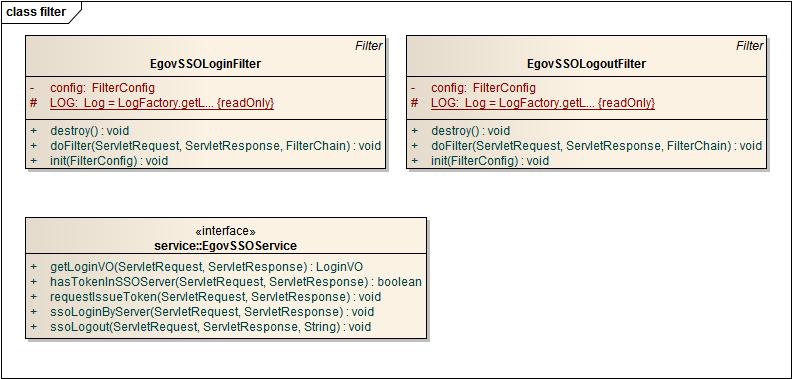 class filter
Filter
EgovSSOLoginFilter
- config: FilterConfig
# LOG: Log = LogFactory.getL... {readOnly}
+ destroy() : void
+ doFilter(ServletRequest, ServletResponse, FilterChain) : void
+ init(FilterConfig) : void
Filter
EgovSSOLogoutFilter
- config: FilterConfig
# LOG: Log = LogFactory.getL... {readOnly}
+ destroy() : void
+ doFilter(ServletRequest, ServletResponse, FilterChain) : void
+ init(FilterConfig) : void
«interface»
service::EgovSSOService
+ getLoginVO(ServletRequest, ServletResponse) : LoginVO
+ hasTokenInSSOServer(ServletRequest, ServletResponse) : boolean
+ requestIssueToken(ServletRequest, ServletResponse) : void
+ ssoLoginByServer(ServletRequest, ServletResponse) : void
+ ssoLogout(ServletRequest, ServletResponse, String) : void